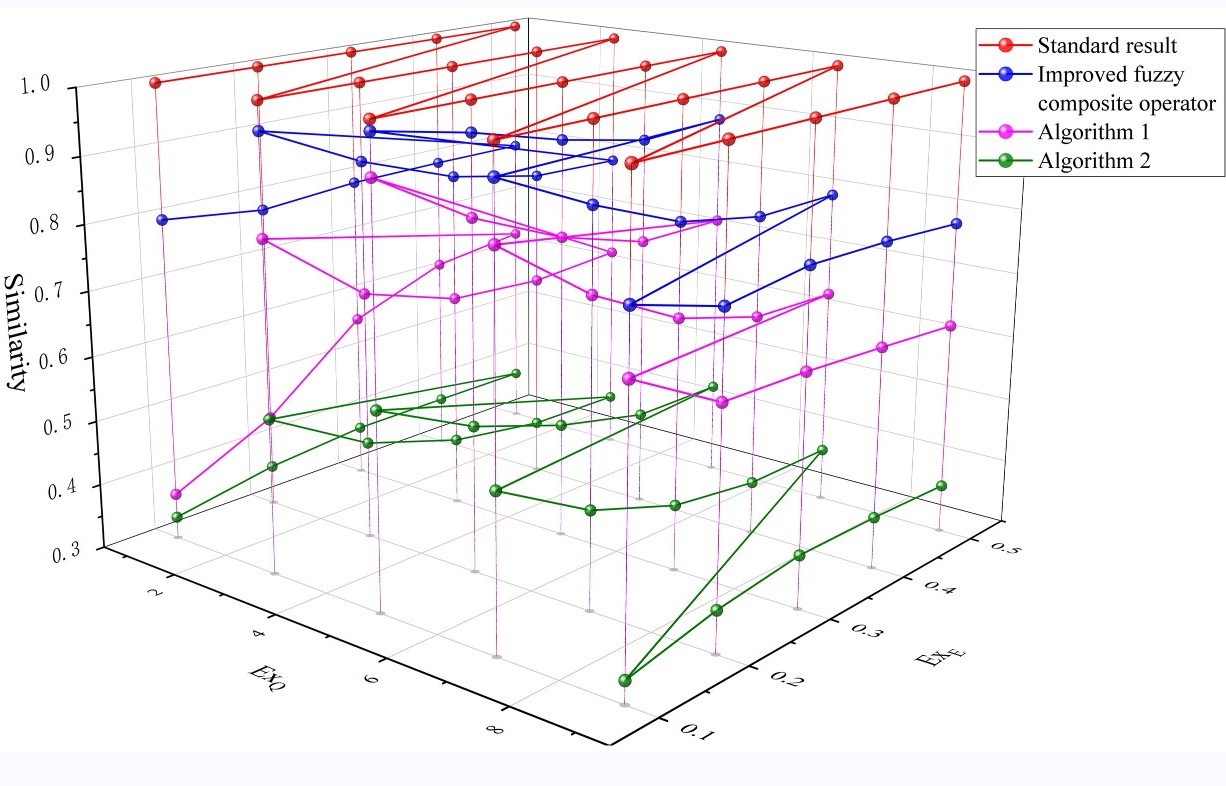 Standard result
Improved fuzzy
composite operator
Algorithm 1
Algorithm 2
1.0
0.9
0.8
0.7
0.6
0.5
0.4
0.3
Similarity
2
4
6
8
ExQ
0.1
0.2
0.3
0.4
0.5
ExE